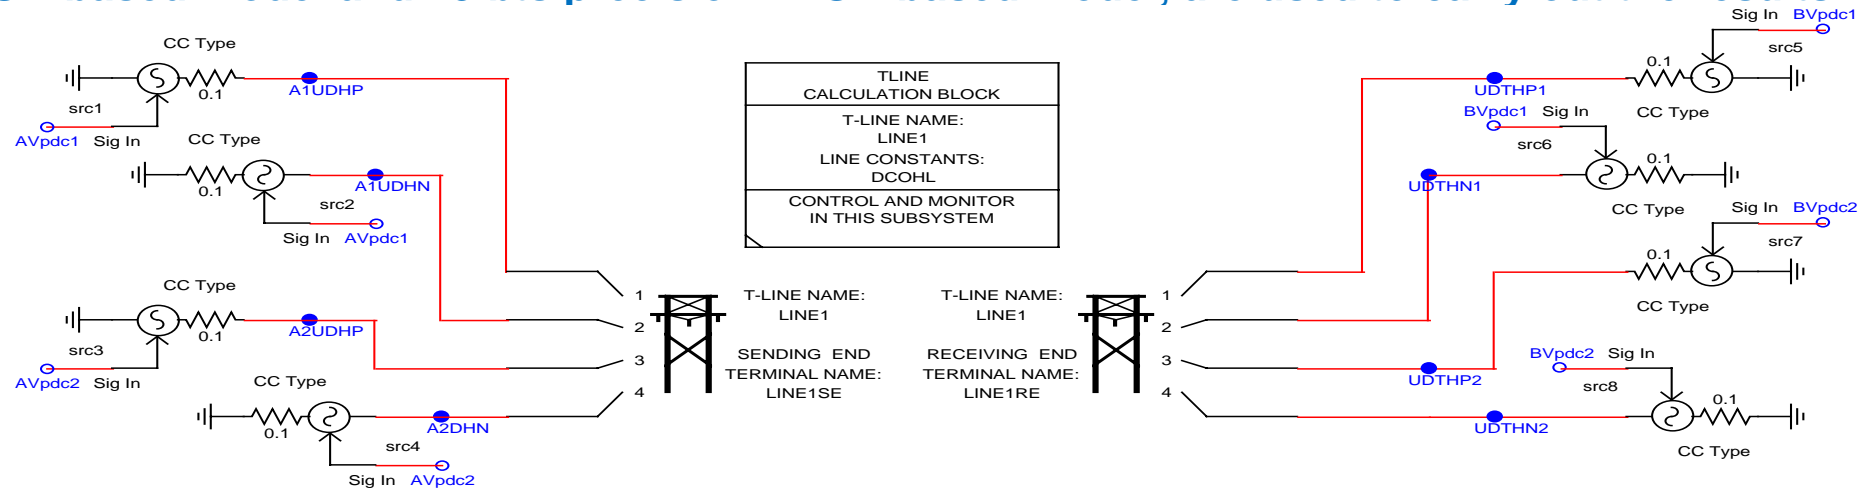 CC Type
0.1
A1UDHP
src1
AVpdc1 Sig In
CC Type
0.1
A1UDHN
src2
Sig In AVpdc1
CC Type
0.1
A2UDHP
src3
AVpdc2 Sig In
CC Type
0.1
A2DHN
src4
Sig In AVpdc2
1
2
3
4
TLINE
CALCULATION BLOCK
T-LINE NAME:
LINE1
LINE CONSTANTS:
DCOHL
CONTROL AND MONITOR
IN THIS SUBSYSTEM
T-LINE NAME:
LINE1
SENDING END
TERMINAL NAME:
LINE1SE
T-LINE NAME:
LINE1
RECEIVING END
TERMINAL NAME:
LINE1RE
1
2
3
4
Sig In BVpdc1
src5
0.1
UDTHP1
CC Type
BVpdc1 Sig In
src6
0.1
UDTHN1
CC Type
Sig In BVpdc2
src7
0.1
CC Type
UDTHP2
BVpdc2 Sig In
src8
0.1
UDTHN2
CC Type